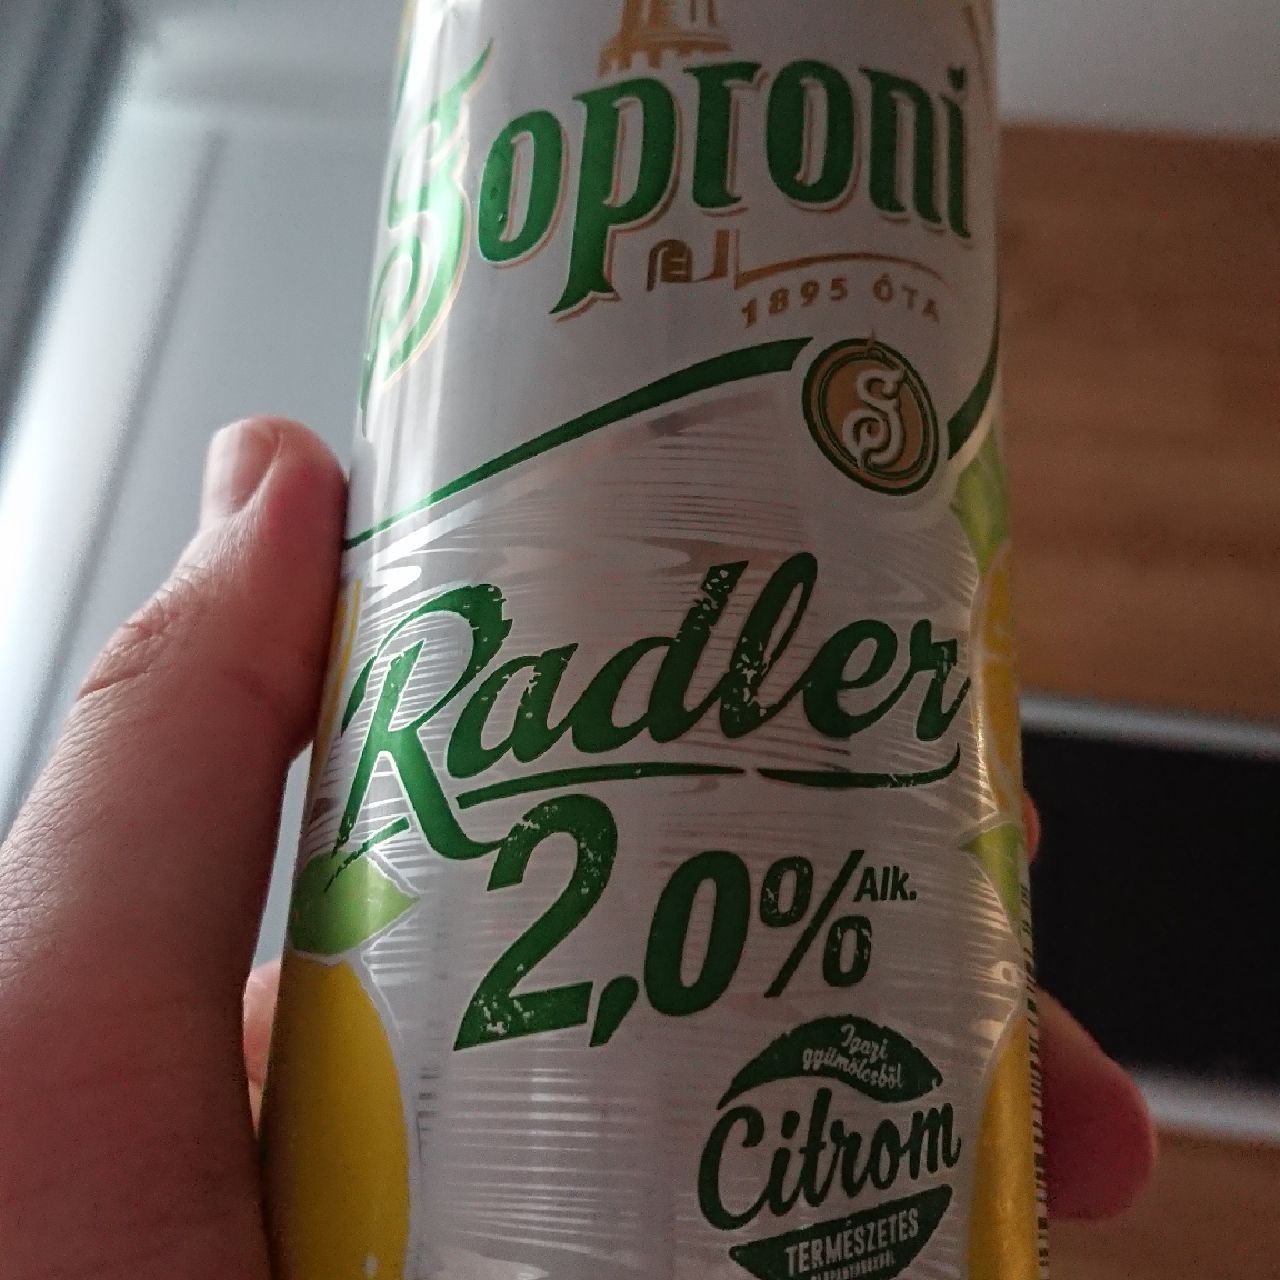 Soproni
1895 ÓTA
S
Radler
2,0% Alk.
Igazi
gyümölcsből
Citrom
TERMÉSZETES